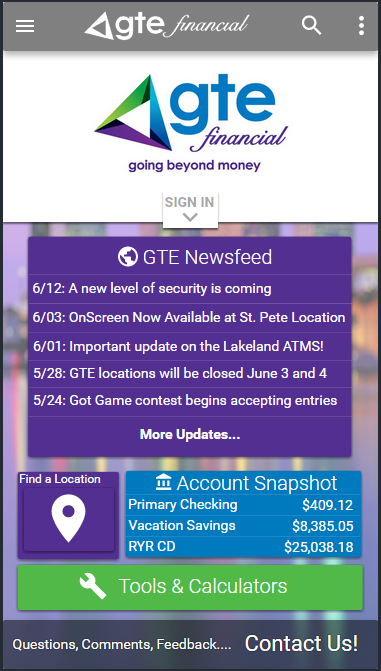 gte financial
gte
financial
going beyond money
SIGN IN
GTE Newsfeed
6/12: A new level of security is coming
6/03: OnScreen Now Available at St. Pete Location
6/01: Important update on the Lakeland ATMS!
5/28: GTE locations will be closed June 3 and 4
5/24: Got Game contest begins accepting entries
More Updates...
Find a Location
Account Snapshot
Primary Checking $409.12
Vacation Savings $8,385.05
RYR CD $25,038.18
Tools & Calculators
Questions, Comments, Feedback.... Contact Us!